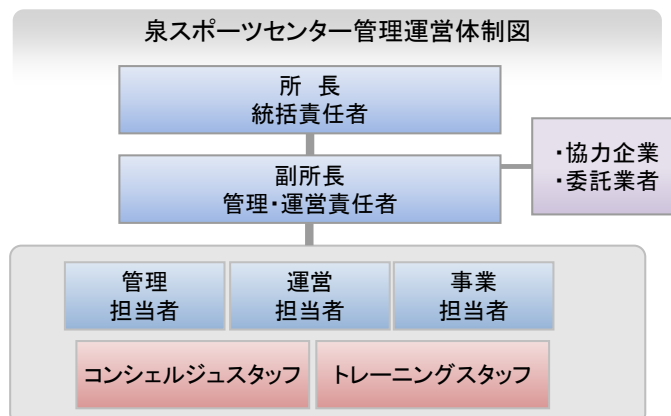 泉スポーツセンター管理運営体制図
所 長
統括責任者
副所長
管理・運営責任者
・協力企業
・委託業者
管理
担当者
運営
担当者
事業
担当者
コンシェルジュスタッフ
トレーニングスタッフ